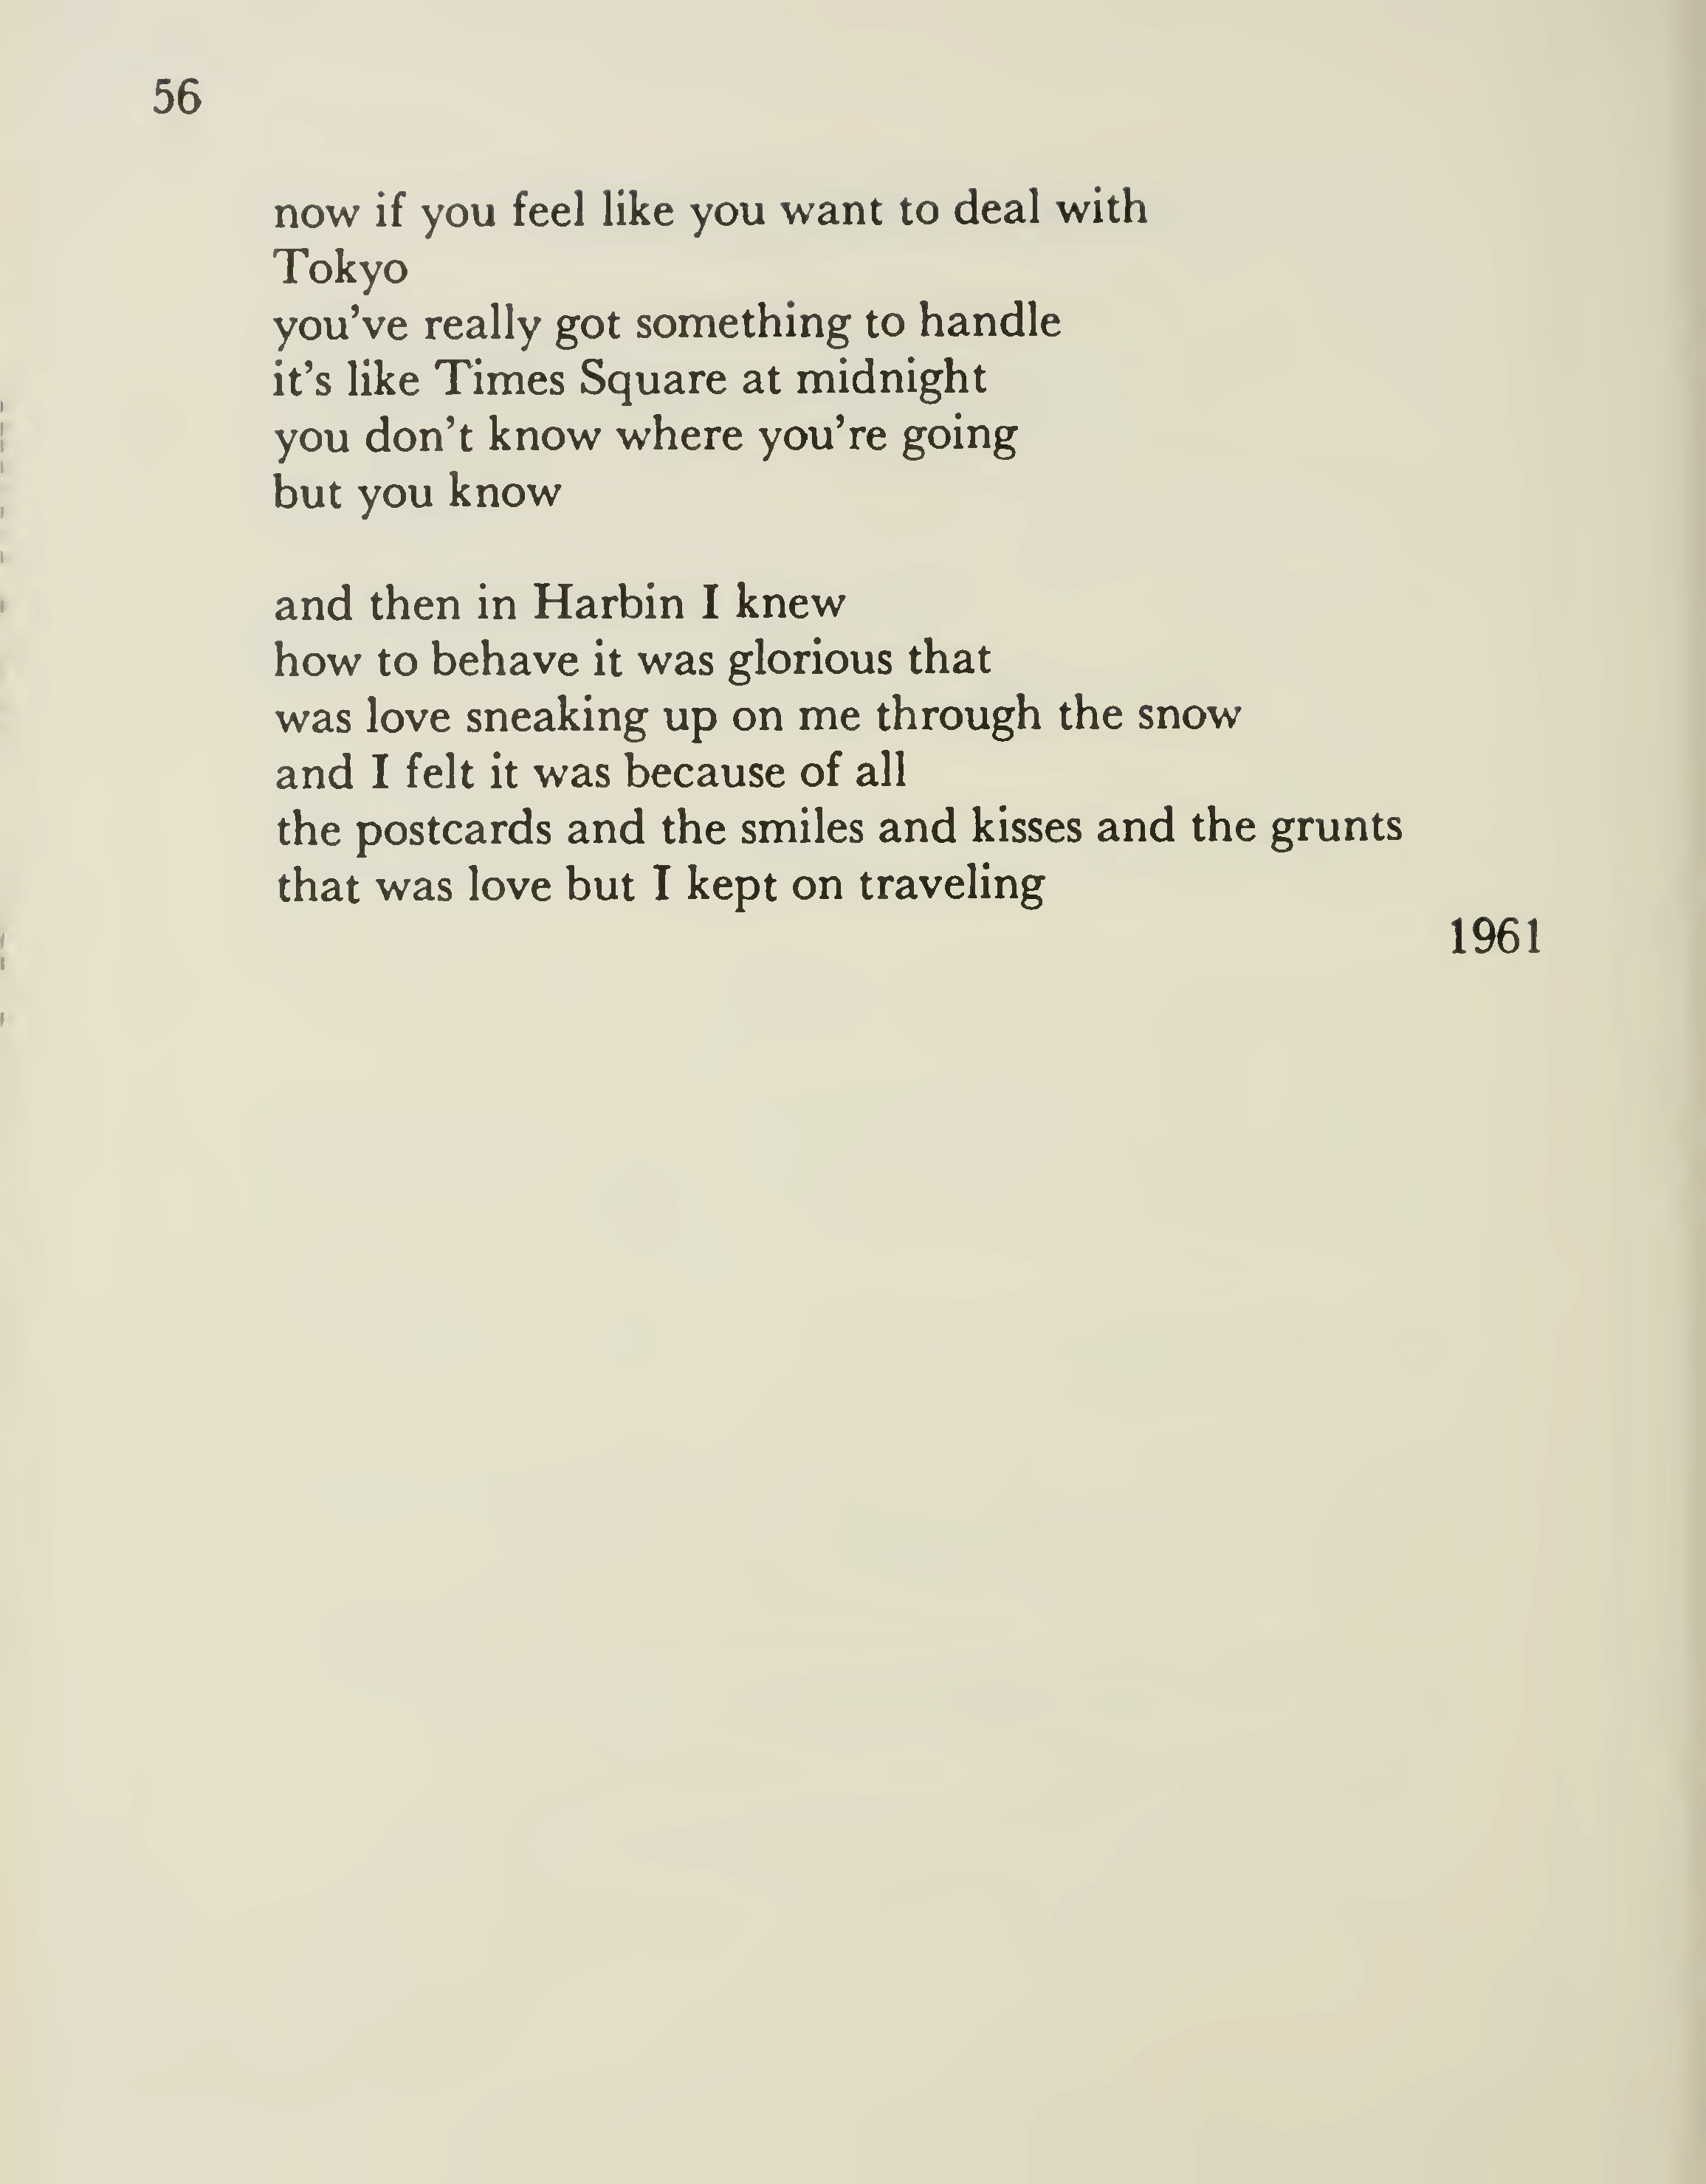 56
now if you feel like you want to deal with
Tokyo
you've really got something to handle
it's like Times Square at midnight
you don't know where you're going
but you know
and then in Harbin I knew
how to behave it was glorious that
was love sneaking up on me through the snow
and I felt it was because of all
the postcards and the smiles and kisses and the grunts
that was love but I kept on traveling
1961